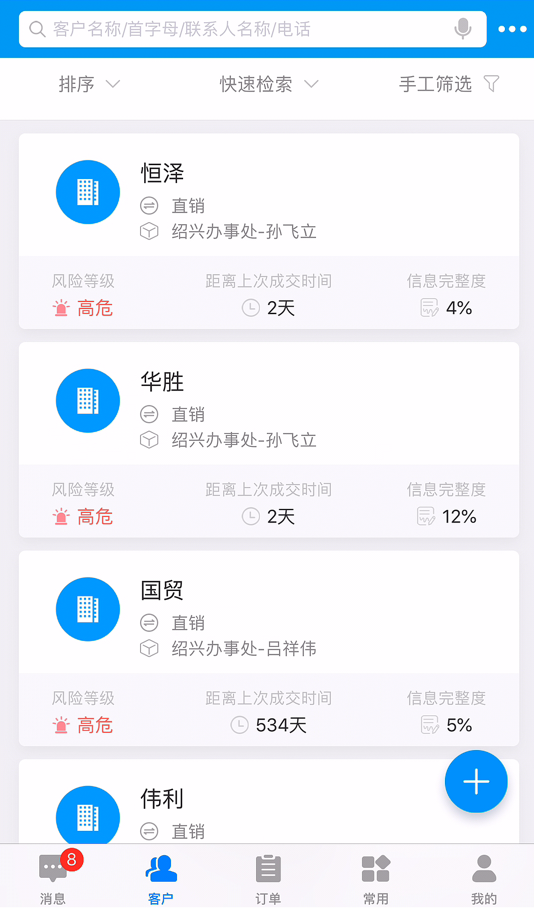 客户名称/首字母/联系人名称/电话
排序 快速检索 手工筛选
恒泽
直销
绍兴办事处-孙飞立
风险等级 距离上次成交时间 信息完整度
高危 2天 4%
华胜
直销
绍兴办事处-孙飞立
风险等级 距离上次成交时间 信息完整度
高危 2天 12%
国贸
直销
绍兴办事处-吕祥伟
风险等级 距离上次成交时间 信息完整度
高危 534天 5%
伟利
直销
8
消息 客户 订单 常用 我的